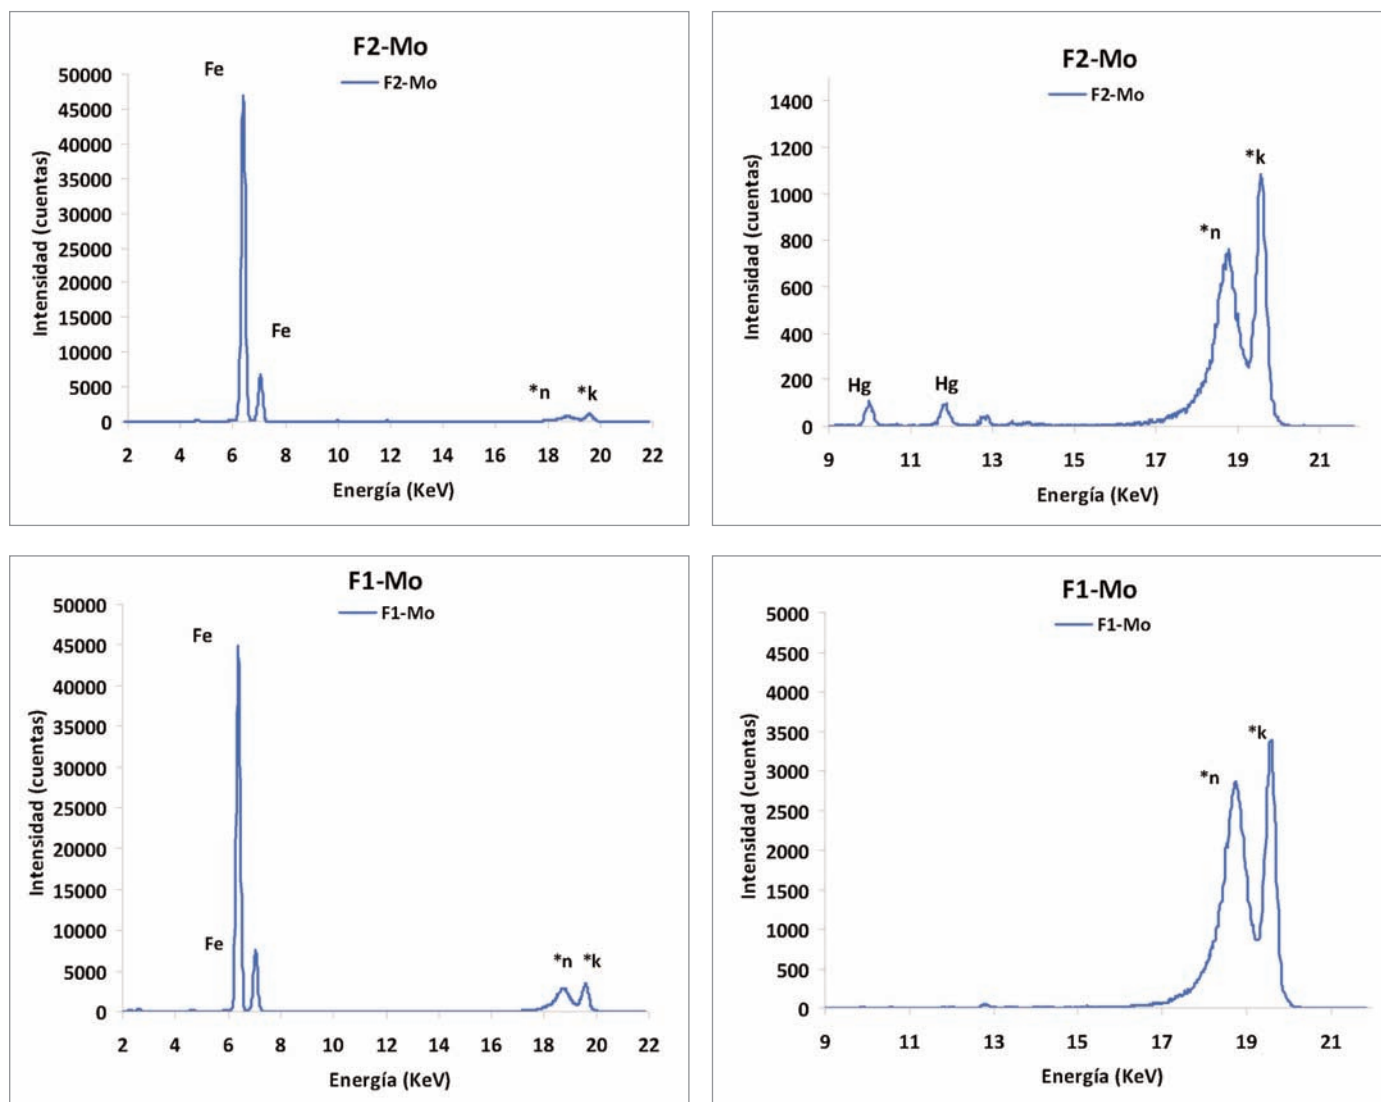 F2-Mo
F2-Mo
Fe
Fe
*n
*k
50000
45000
40000
35000
30000
25000
20000
15000
10000
5000
0
Intensidad (cuentas)
2 4 6 8 10 12 14 16 18 20 22
Energía (KeV)
F2-Mo
F2-Mo
*k
*n
Hg
Hg
1400
1200
1000
800
600
400
200
0
Intensidad (cuentas)
9 11 13 15 17 19 21
Energía (KeV)
F1-Mo
F1-Mo
Fe
Fe
*n
*k
50000
45000
40000
35000
30000
25000
20000
15000
10000
5000
0
Intensidad (cuentas)
2 4 6 8 10 12 14 16 18 20 22
Energía (KeV)
F1-Mo
F1-Mo
*k
*n
5000
4500
4000
3500
3000
2500
2000
1500
1000
500
0
Intensidad (cuentas)
9 11 13 15 17 19 21
Energía (KeV)